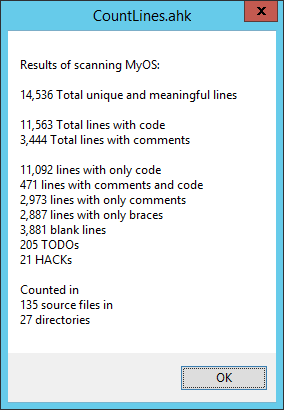 CountLines.ahk
x
Results of scanning MyOS:
14,536 Total unique and meaningful lines
11,563 Total lines with code
3,444 Total lines with comments
11,092 lines with only code
471 lines with comments and code
2,973 lines with only comments
2,887 lines with only braces
3,881 blank lines
205 TODOs
21 HACKs
Counted in
135 source files in
27 directories
OK